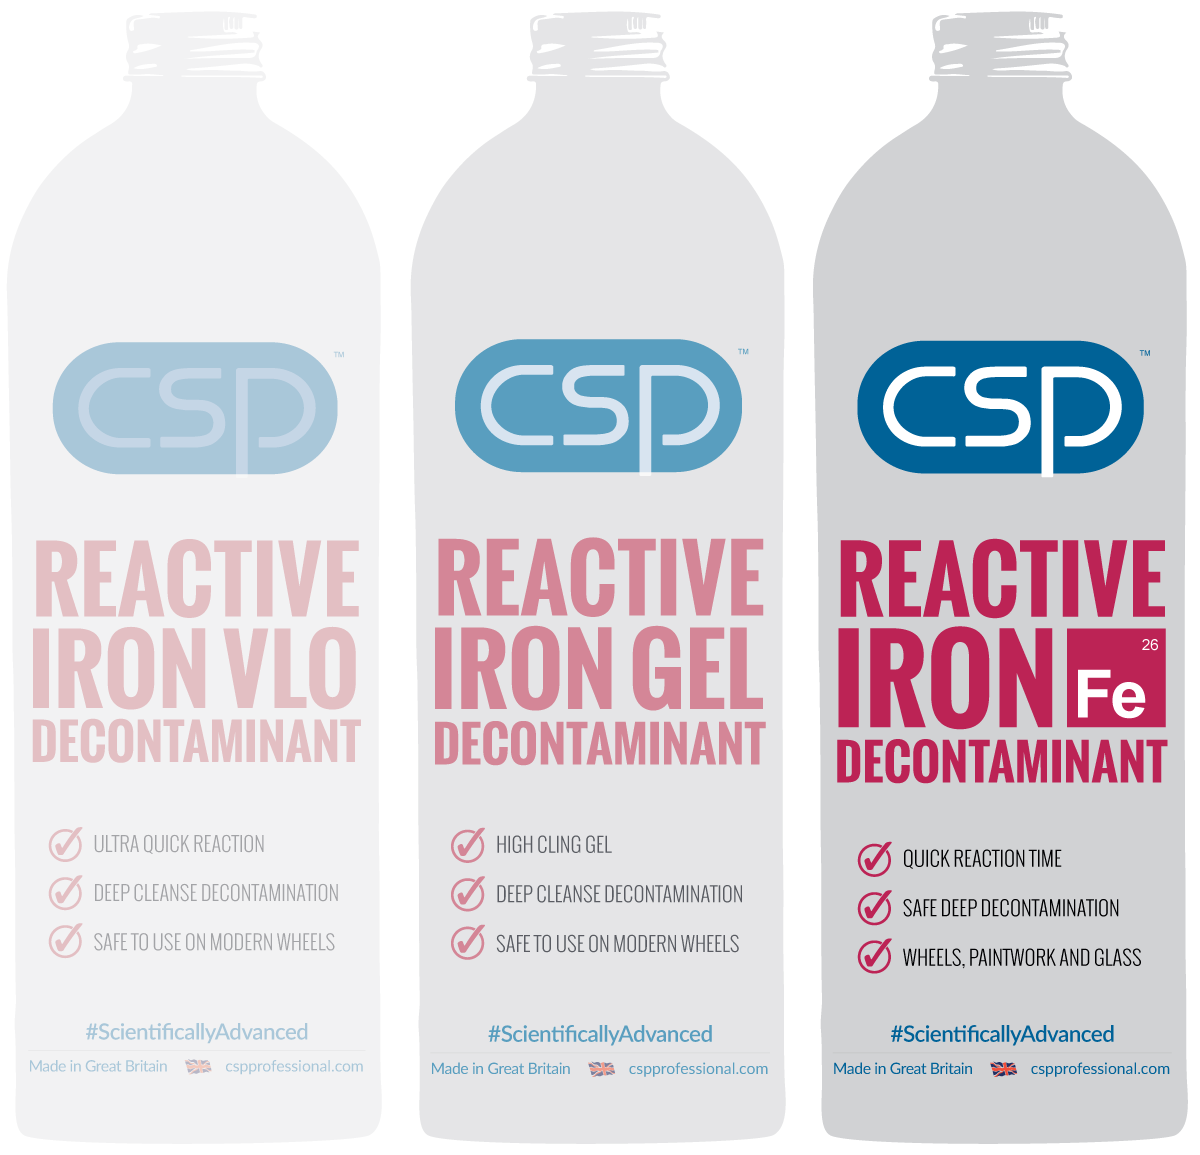 CSP™
REACTIVE
IRON VLO
DECONTAMINANT
ULTRA QUICK REACTION
DEEP CLEANSE DECONTAMINATION
SAFE TO USE ON MODERN WHEELS
#ScientificallyAdvanced
Made in Great Britain cspprofessional.com
CSP™
REACTIVE
IRON GEL
DECONTAMINANT
HIGH CLING GEL
DEEP CLEANSE DECONTAMINATION
SAFE TO USE ON MODERN WHEELS
#ScientificallyAdvanced
Made in Great Britain cspprofessional.com
CSP™
REACTIVE
IRON 26 Fe
DECONTAMINANT
QUICK REACTION TIME
SAFE DEEP DECONTAMINATION
WHEELS, PAINTWORK AND GLASS
#ScientificallyAdvanced
Made in Great Britain cspprofessional.com